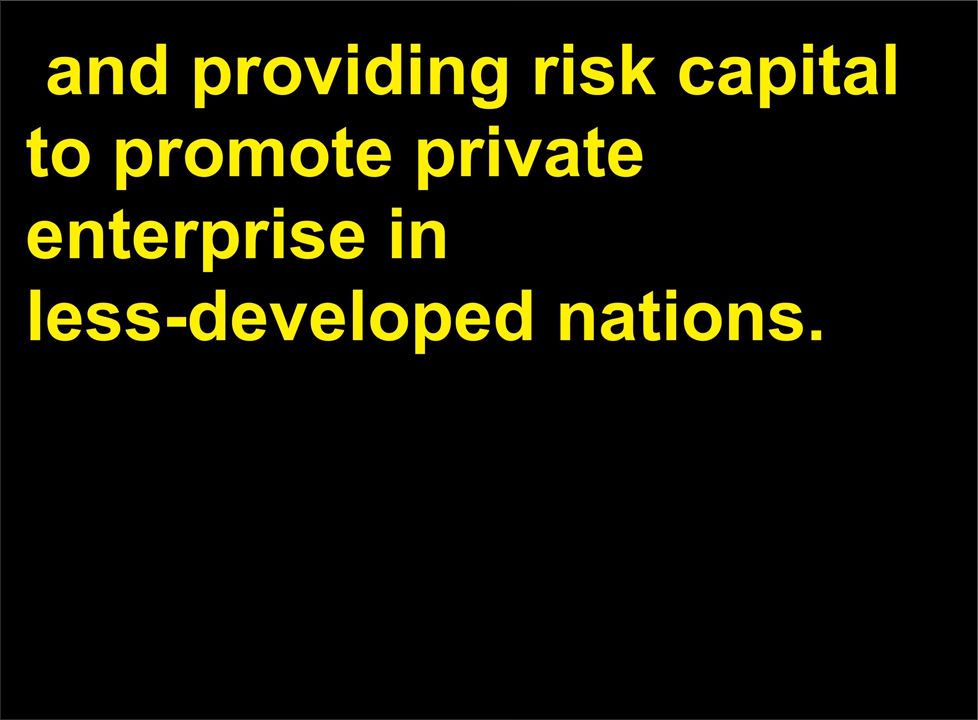 and providing risk capital
to promote private
enterprise in
less-developed nations.